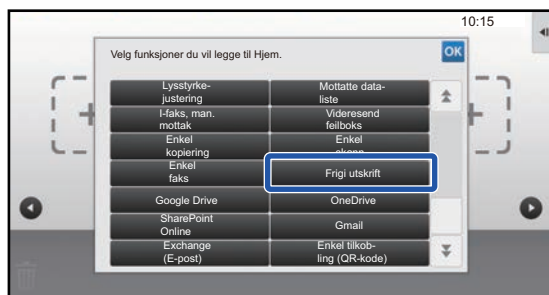 10:15
Velg funksjoner du vil legge til Hjem.
OK
Lysstyrke-
justering
Mottatte data-
liste
I-faks, man.
mottak
Videresend
feilboks
Enkel
kopiering
Enkel
Enkel
faks
Frigi utskrift
Google Drive
OneDrive
SharePoint
Online
Gmail
Exchange
(E-post)
Enkel tilkob-
ling (QR-kode)